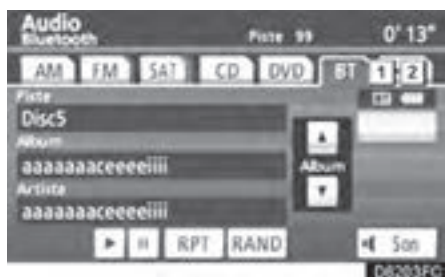 Audio
Bluetooth Piste 99 0' 13"
AM FM SAT CD DVD BT 1 2
Piste
Disc5
Album
aaaaaaaceeeeiiii
Album
Artiste
aaaaaaaceeeeiiii
RPT RAND Son